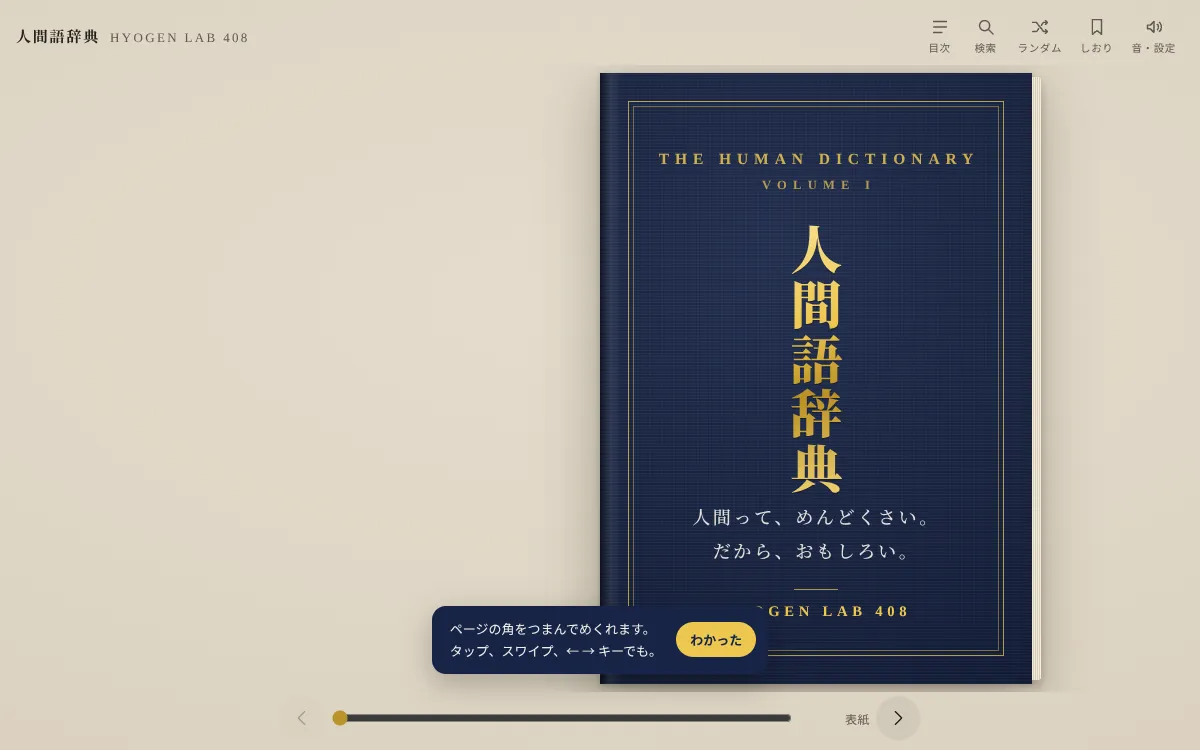 人間語辞典 HYOGEN LAB 408
目次 検索 ランダム しおり 音・設定
THE HUMAN DICTIONARY
VOLUME I
人間語辞典
人間って、めんどくさい。
だから、おもしろい。
OGEN LAB 408
ページの角をつまんでめくれます。
タップ、スワイプ、←→キーでも。
わかった
表紙